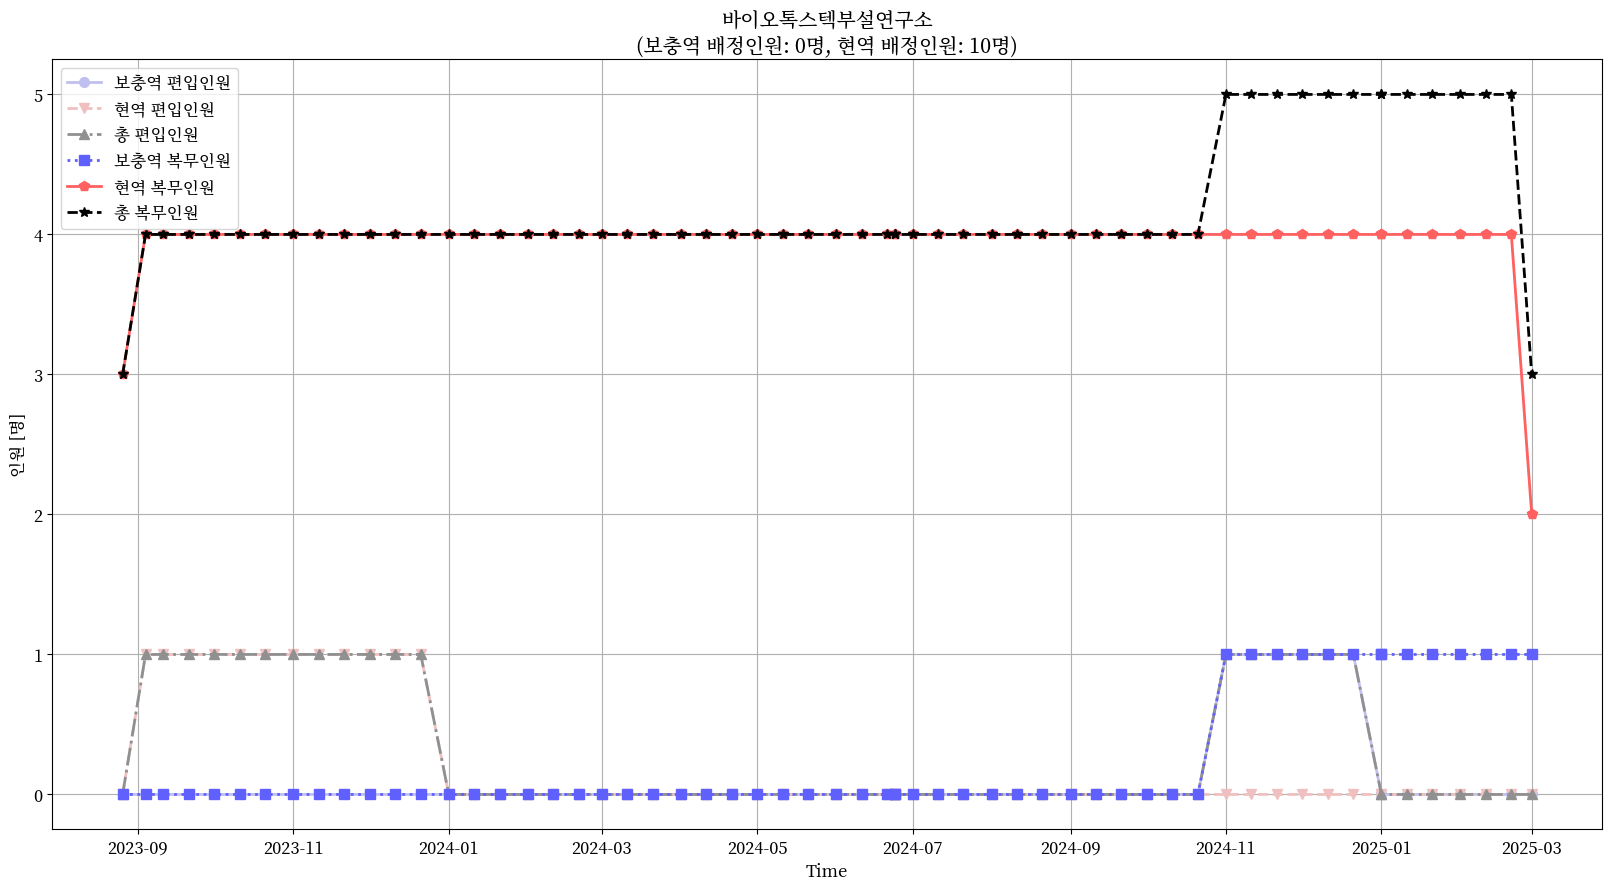 바이오톡스텍부설연구소
(보충역 배정인원: 0명, 현역 배정인원: 10명)
보충역 편입인원
현역 편입인원
총 편입인원
보충역 복무인원
현역 복무인원
총 복무인원
인원 [명]
5
4
3
2
1
0
2023-09
2023-11
2024-01
2024-03
2024-05
2024-07
2024-09
2024-11
2025-01
2025-03
Time